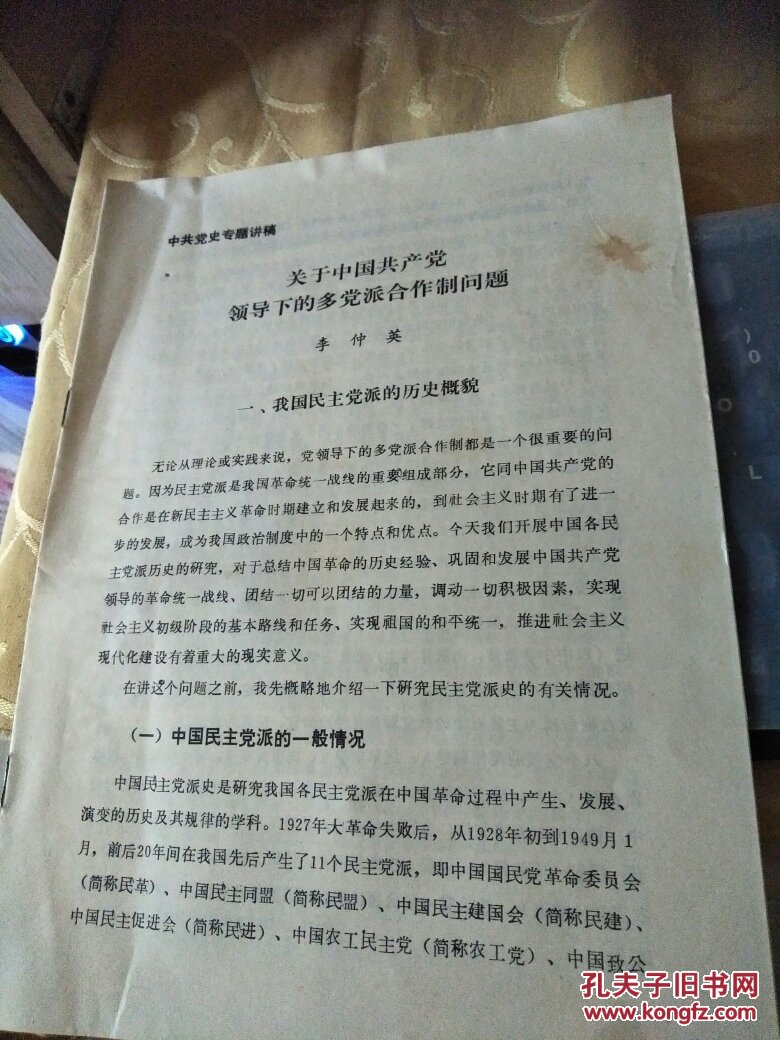 中共党史专题讲稿
关于中国共产党
领导下的多党派合作制问题
李仲英
一、我国民主党派的历史概貌
无论从理论或实践来说，党领导下的多党派合作制都是一个很重要的问
题。因为民主党派是我国革命统一战线的重要组成部分，它同中国共产党的
合作是在新民主主义革命时期建立和发展起来的，到社会主义时期有了进一
步的发展，成为我国政治制度中的一个特点和优点。今天我们开展中国各民
主党派历史的研究，对于总结中国革命的历史经验、巩固和发展中国共产党
领导的革命统一战线、团结一切可以团结的力量，调动一切积极因素，实现
社会主义初级阶段的基本路线和任务、实现祖国的和平统一，推进社会主义
现代化建设有着重大的现实意义。
在讲这个问题之前，我先概略地介绍一下研究民主党派史的有关情况。
（一）中国民主党派的一般情况
中国民主党派史是研究我国各民主党派在中国革命过程中产生、发展、
演变的历史及其规律的学科。1927年大革命失败后，从1928年初到1949月1
月，前后20年间在我国先后产生了11个民主党派，即中国国民党革命委员会
（简称民革）、中国民主同盟（简称民盟）、中国民主建国会（简称民建）、
中国民主促进会（简称民进）、中国农工民主党（简称农工党）、中国致公
) 0
O
L
孔夫子旧书网
www.kongfz.com